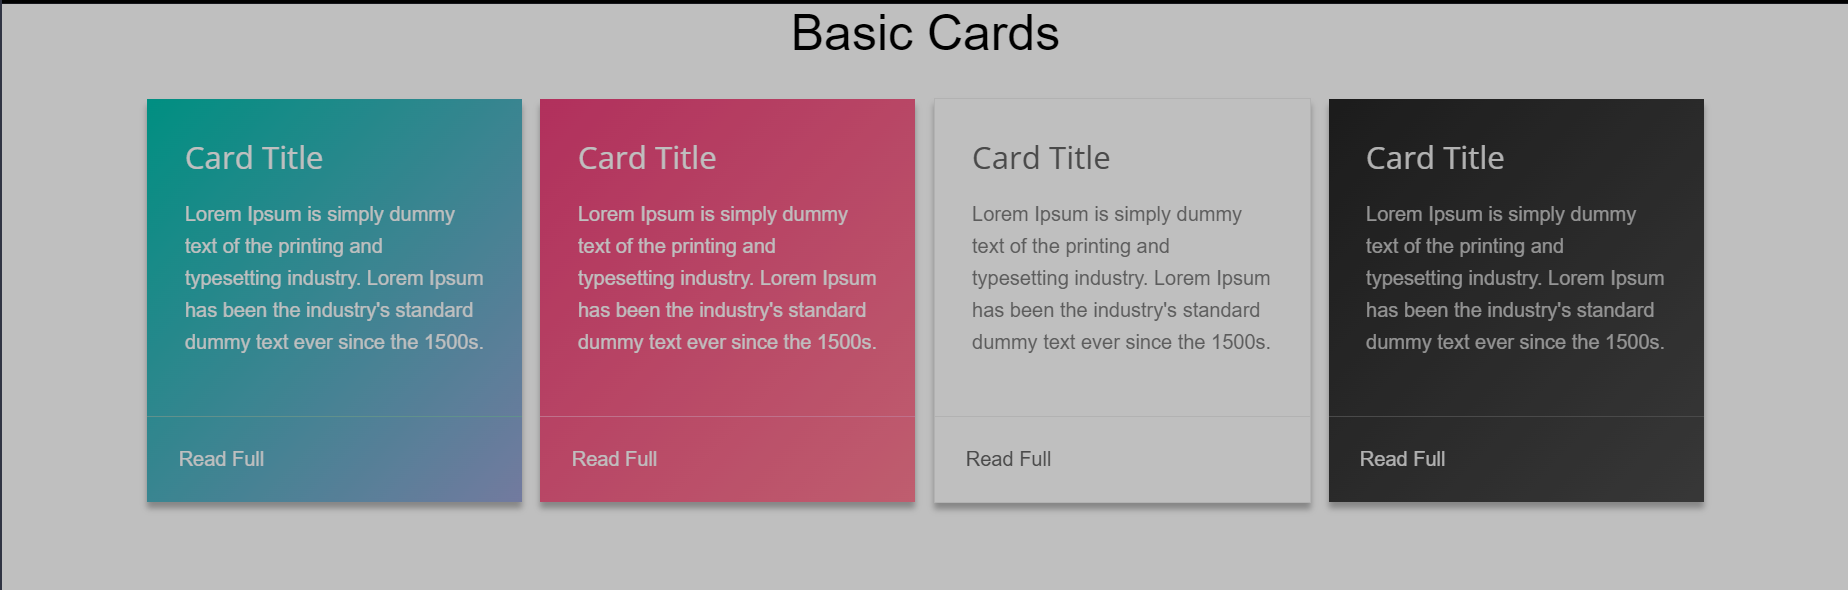 Basic Cards
Card Title
Lorem Ipsum is simply dummy
text of the printing and
typesetting industry. Lorem Ipsum
has been the industry's standard
dummy text ever since the 1500s.
Read Full
Card Title
Lorem Ipsum is simply dummy
text of the printing and
typesetting industry. Lorem Ipsum
has been the industry's standard
dummy text ever since the 1500s.
Read Full
Card Title
Lorem Ipsum is simply dummy
text of the printing and
typesetting industry. Lorem Ipsum
has been the industry's standard
dummy text ever since the 1500s.
Read Full
Card Title
Lorem Ipsum is simply dummy
text of the printing and
typesetting industry. Lorem Ipsum
has been the industry's standard
dummy text ever since the 1500s.
Read Full